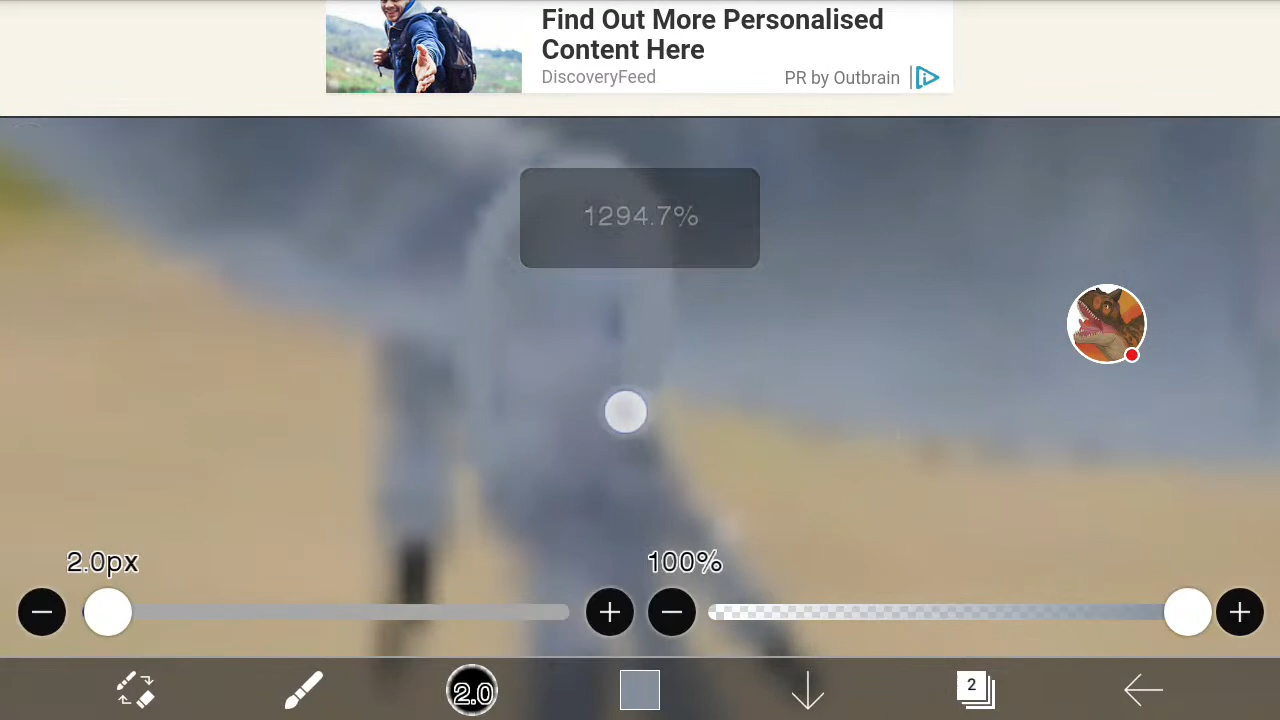 Find Out More Personalised
Content Here
DiscoveryFeed
PR by Outbrain
1294.7%
2.0px
100%
2.0
2